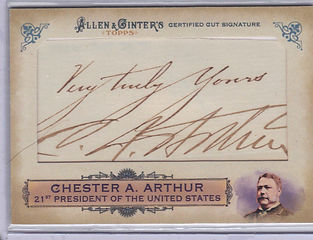 ALLEN & GINTER'S CERTIFIED CUT SIGNATURE
TOPPS
Very truly Yours
C. A. Arthur
CHESTER A. ARTHUR
21ST PRESIDENT OF THE UNITED STATES